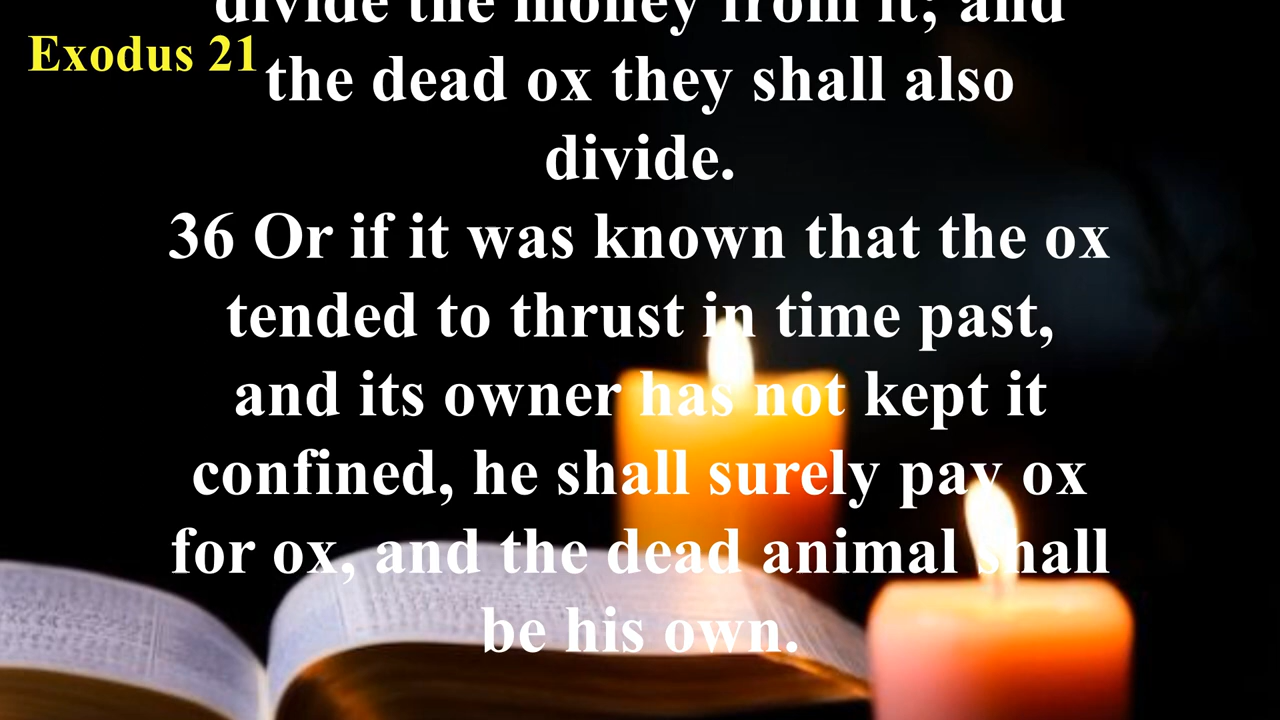 divide the money from it; and
Exodus 21
the dead ox they shall also
divide.
36 Or if it was known that the ox
tended to thrust in time past,
and its owner has not kept it
confined, he shall surely pay ox
for ox, and the dead animal shall
be his own.